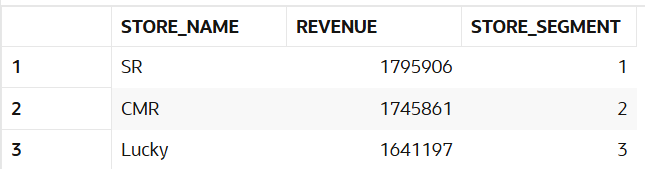 STORE_NAME REVENUE STORE_SEGMENT
1 SR 1795906 1
2 CMR 1745861 2
3 Lucky 1641197 3